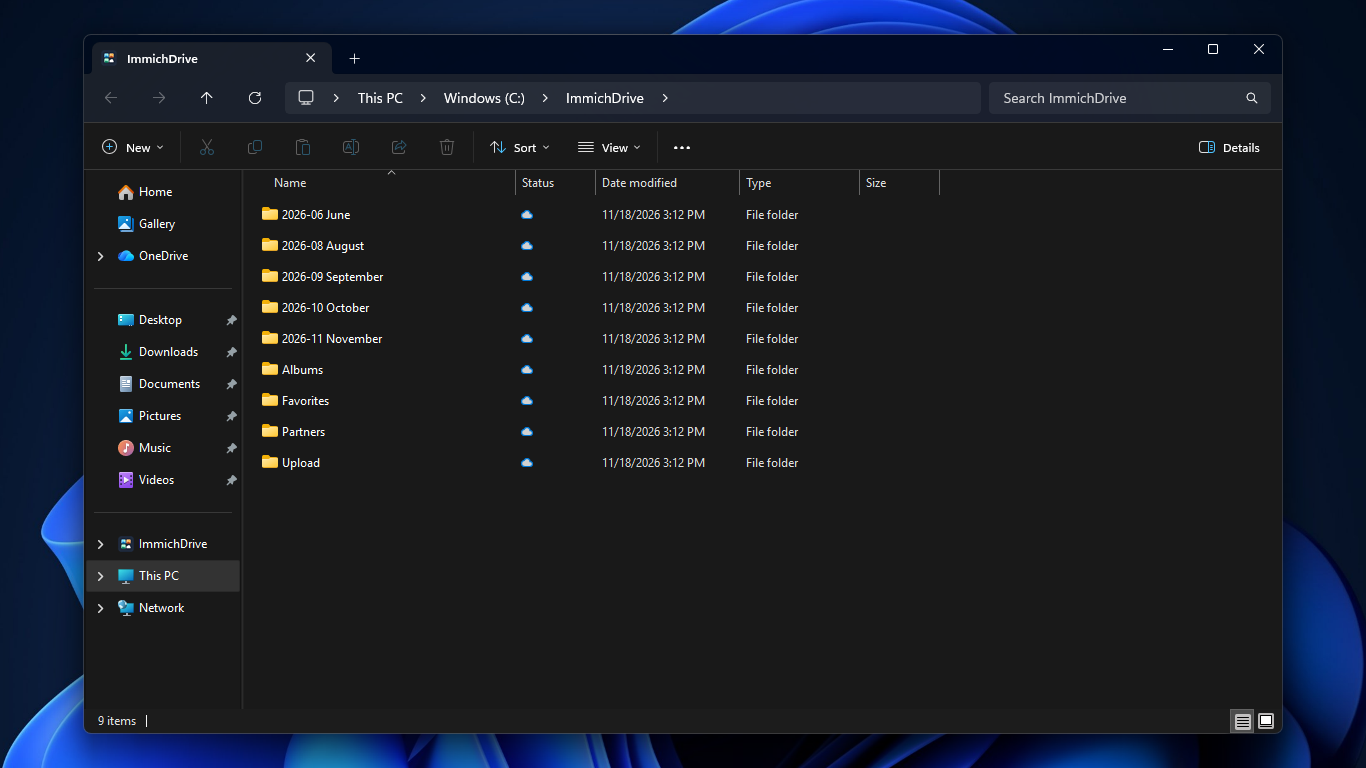 ImmichDrive
This PC
Windows (C:)
ImmichDrive
Search ImmichDrive
New
Sort
View
Details
Home
Gallery
OneDrive
Desktop
Downloads
Documents
Pictures
Music
Videos
ImmichDrive
This PC
Network
Name Status Date modified Type Size
2026-06 June 11/18/2026 3:12 PM File folder
2026-08 August 11/18/2026 3:12 PM File folder
2026-09 September 11/18/2026 3:12 PM File folder
2026-10 October 11/18/2026 3:12 PM File folder
2026-11 November 11/18/2026 3:12 PM File folder
Albums 11/18/2026 3:12 PM File folder
Favorites 11/18/2026 3:12 PM File folder
Partners 11/18/2026 3:12 PM File folder
Upload 11/18/2026 3:12 PM File folder
9 items